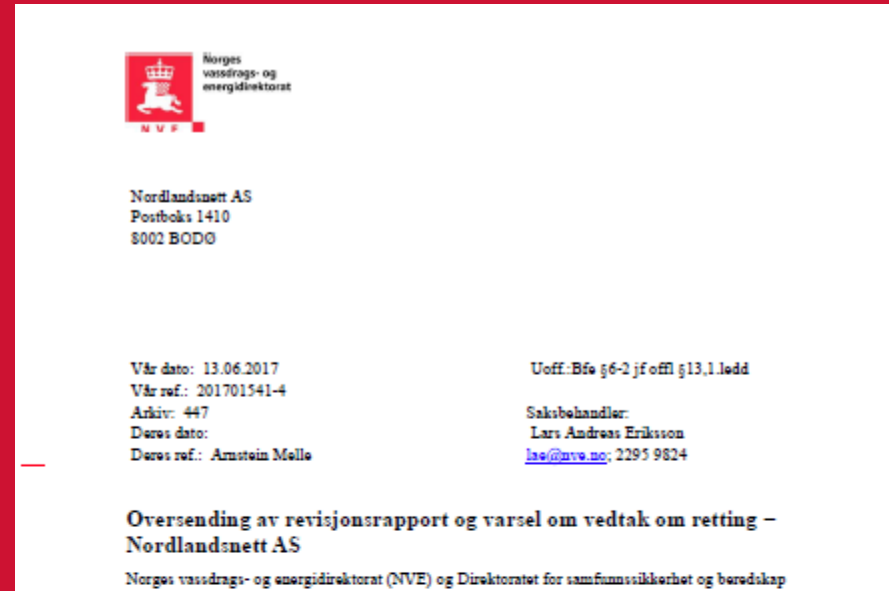 Norges
vassdrags- og
energidirektorat
NVE
Nordlandsnett AS
Postboks 1410
8002 BODØ
Vår dato: 13.06.2017
Uoff.:Bfe §6-2 jf offl §13,1.ledd
Vår ref.: 201701541-4
Arkiv: 447
Saksbehandler:
Deres dato:
Lars Andreas Eriksson
Deres ref.: Arnstein Melle
lae@nve.no; 2295 9824
Oversending av revisjonsrapport og varsel om vedtak om retting –
Nordlandsnett AS
Norges vassdrags- og energidirektorat (NVE) og Direktoratet for samfunnssikkerhet og beredskap